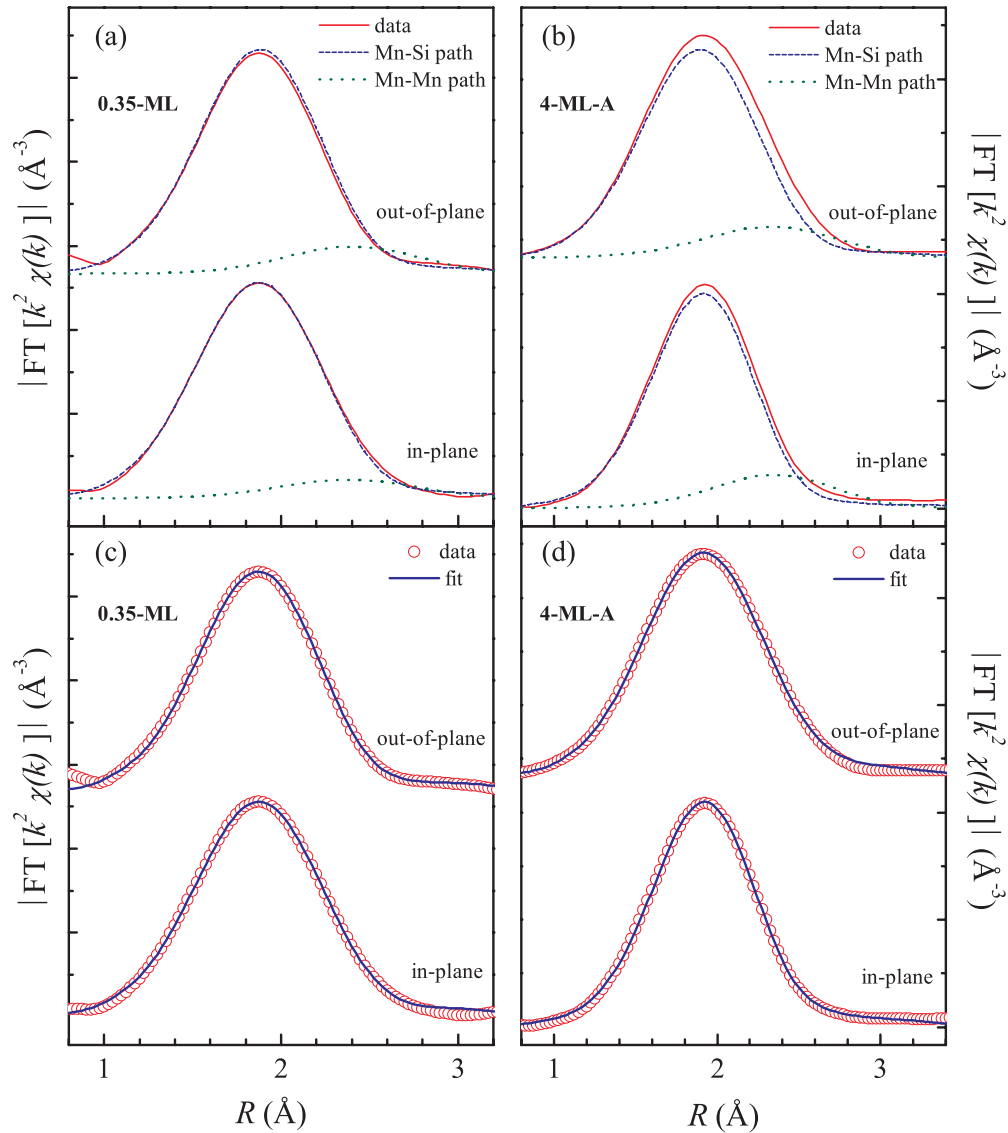 (a)
data
Mn-Si path
Mn-Mn path
0.35-ML
out-of-plane
in-plane
|FT [k² χ(k) ]| (Å⁻³)
(b)
data
Mn-Si path
Mn-Mn path
4-ML-A
out-of-plane
in-plane
|FT [k² χ(k) ]| (Å⁻³)
(c)
data
fit
0.35-ML
out-of-plane
in-plane
|FT [k² χ(k) ]| (Å⁻³)
(d)
data
fit
4-ML-A
out-of-plane
in-plane
|FT [k² χ(k) ]| (Å⁻³)
1 2 3
1 2 3
R (Å)
R (Å)